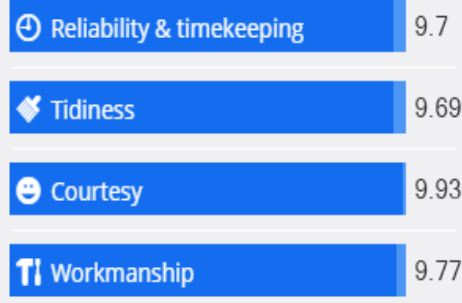 Reliability & timekeeping 9.7
Tidiness 9.69
Courtesy 9.93
Workmanship 9.77